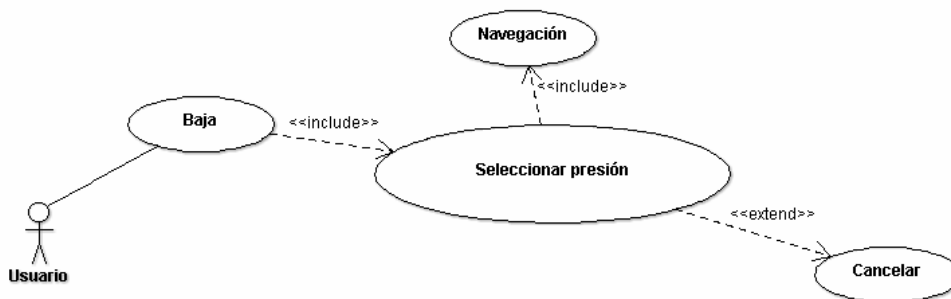 Navegación
<<include>>
Baja
<<include>>
Seleccionar presión
<<extend>>
Usuario
Cancelar